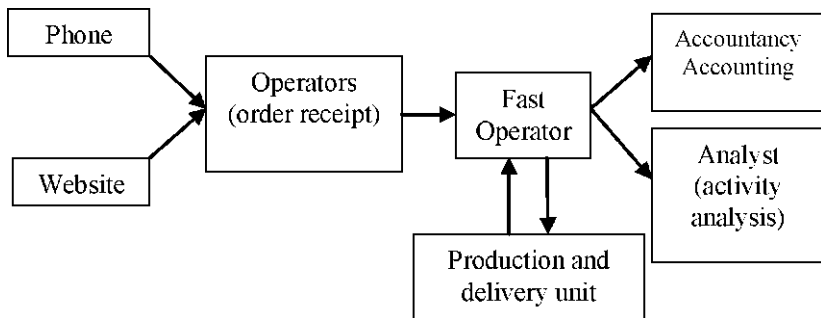 Phone
Website
Operators
(order receipt)
Fast
Operator
Accountancy
Accounting
Analyst
(activity
analysis)
Production and
delivery unit